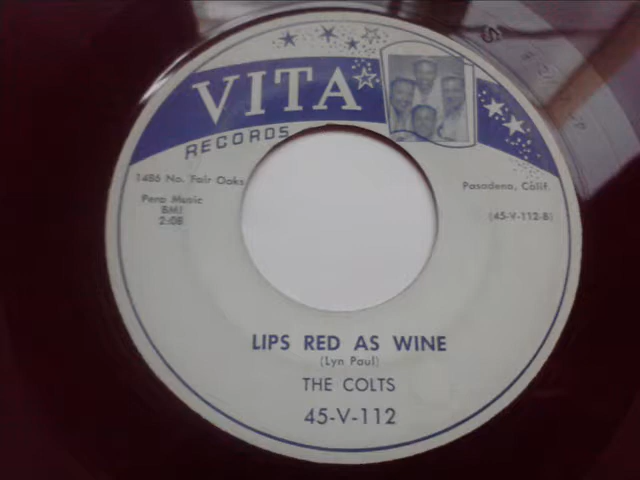 VITA
RECORDS
1486 No. Fair Oaks
Pasadena, Calif.
Pera Music
BMI
2:08
(45-V-112-B)
LIPS RED AS WINE
(Lyn Paul)
THE COLTS
45-V-112